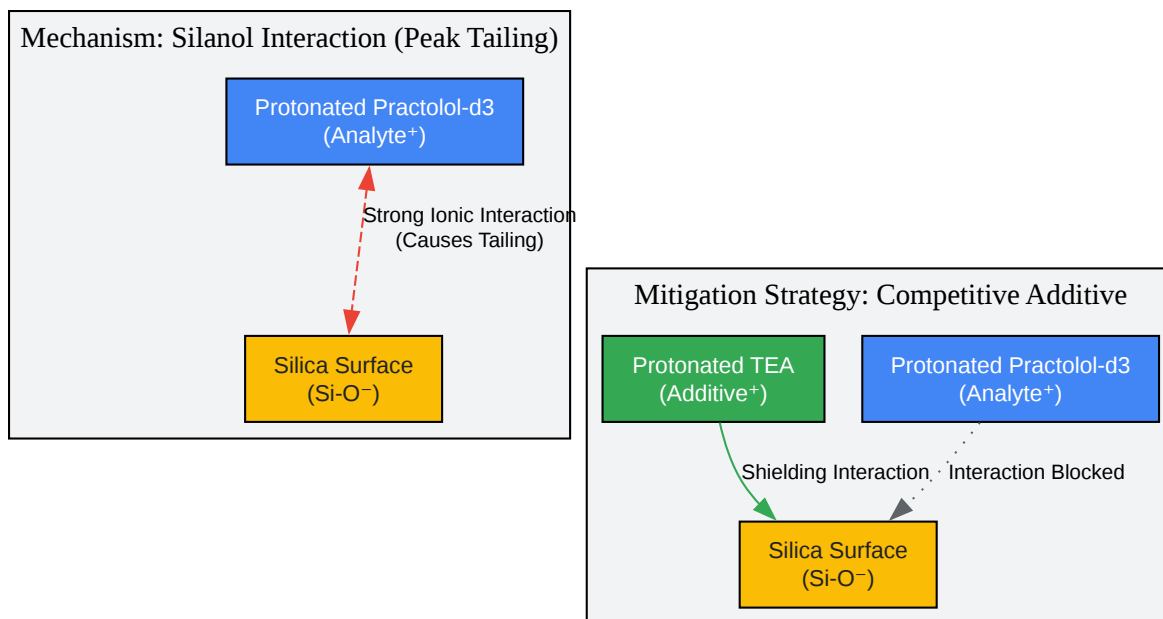 Mechanism: Silanol Interaction (Peak Tailing)
Protonated Practolol-d3
(Analyte⁺)
Strong Ionic Interaction
(Causes Tailing)
Silica Surface
(Si-O⁻)
Mitigation Strategy: Competitive Additive
Protonated TEA
(Additive⁺)
Protonated Practolol-d3
(Analyte⁺)
Shielding Interaction
Interaction Blocked
Silica Surface
(Si-O⁻)